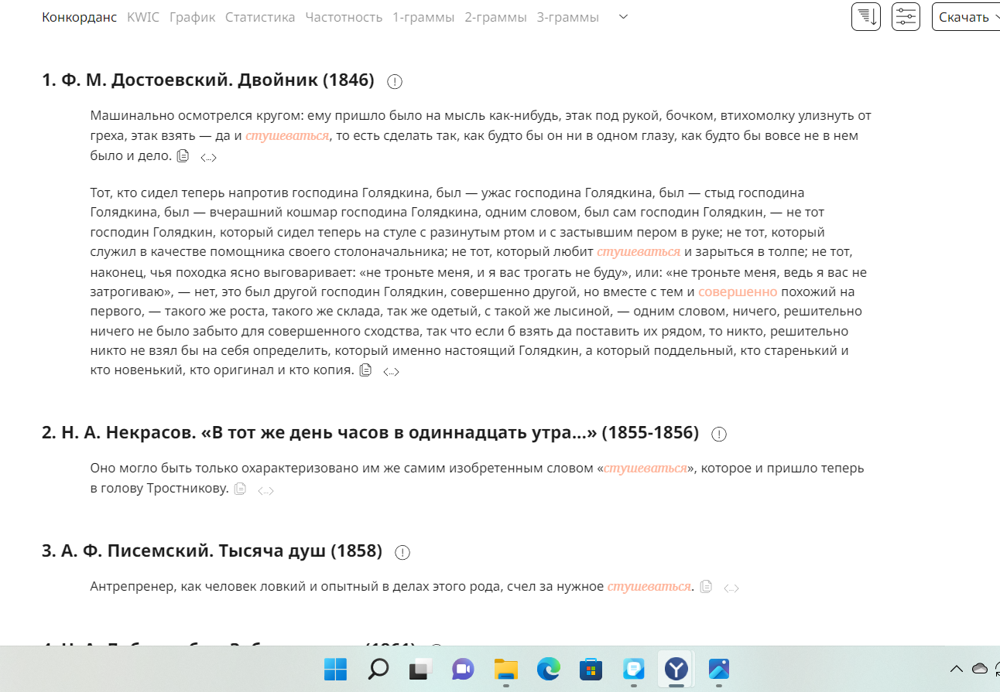 Конкорданс KWIC График Статистика Частотность 1-граммы 2-граммы 3-граммы
Скачать
1. Ф. М. Достоевский. Двойник (1846)
Машинально осмотрелся кругом: ему пришло было на мысль как-нибудь, этак под рукой, бочком, втихомолку улизнуть от
греха, этак взять — да и стушеваться, то есть сделать так, как будто бы он ни в одном глазу, как будто бы вовсе не в нем
было и дело.
Тот, кто сидел теперь напротив господина Голядкина, был — ужас господина Голядкина, был — стыд господина
Голядкина, был — вчерашний кошмар господина Голядкина, одним словом, был сам господин Голядкин, — не тот
господин Голядкин, который сидел теперь на стуле с разинутым ртом и с застывшим пером в руке; не тот, который
служил в качестве помощника своего столоначальника; не тот, который любит стушеваться и зарыться в толпе; не тот,
наконец, чья походка ясно выговаривает: «не троньте меня, и я вас трогать не буду», или: «не троньте меня, ведь я вас не
затрогиваю», — нет, это был другой господин Голядкин, совершенно другой, но вместе с тем и совершенно похожий на
первого, — такого же роста, такого же склада, так же одетый, с такой же лысиной, — одним словом, ничего, решительно
ничего не было забыто для совершенного сходства, так что если б взять да поставить их рядом, то никто, решительно
никто не взял бы на себя определить, который именно настоящий Голядкин, а который поддельный, кто старенький и
кто новенький, кто оригинал и кто копия.
2. Н. А. Некрасов. «В тот же день часов в одиннадцать утра...» (1855-1856)
Оно могло быть только охарактеризовано им же самим изобретенным словом «стушеваться», которое и пришло теперь
в голову Тростникову.
3. А. Ф. Писемский. Тысяча душ (1858)
Антрепренер, как человек ловкий и опытный в делах этого рода, счел за нужное стушеваться.